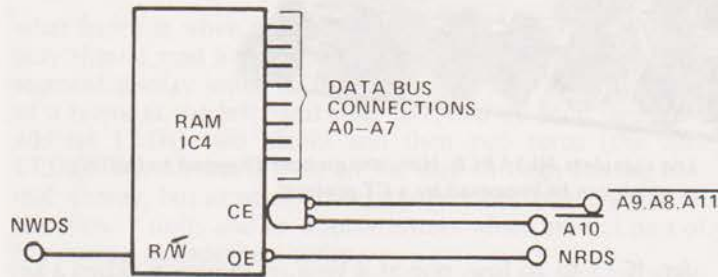 RAM
IC4
DATA BUS
CONNECTIONS
A0–A7
CE
A9.A8.A11
A10
NWDS
R/W
OE
NRDS